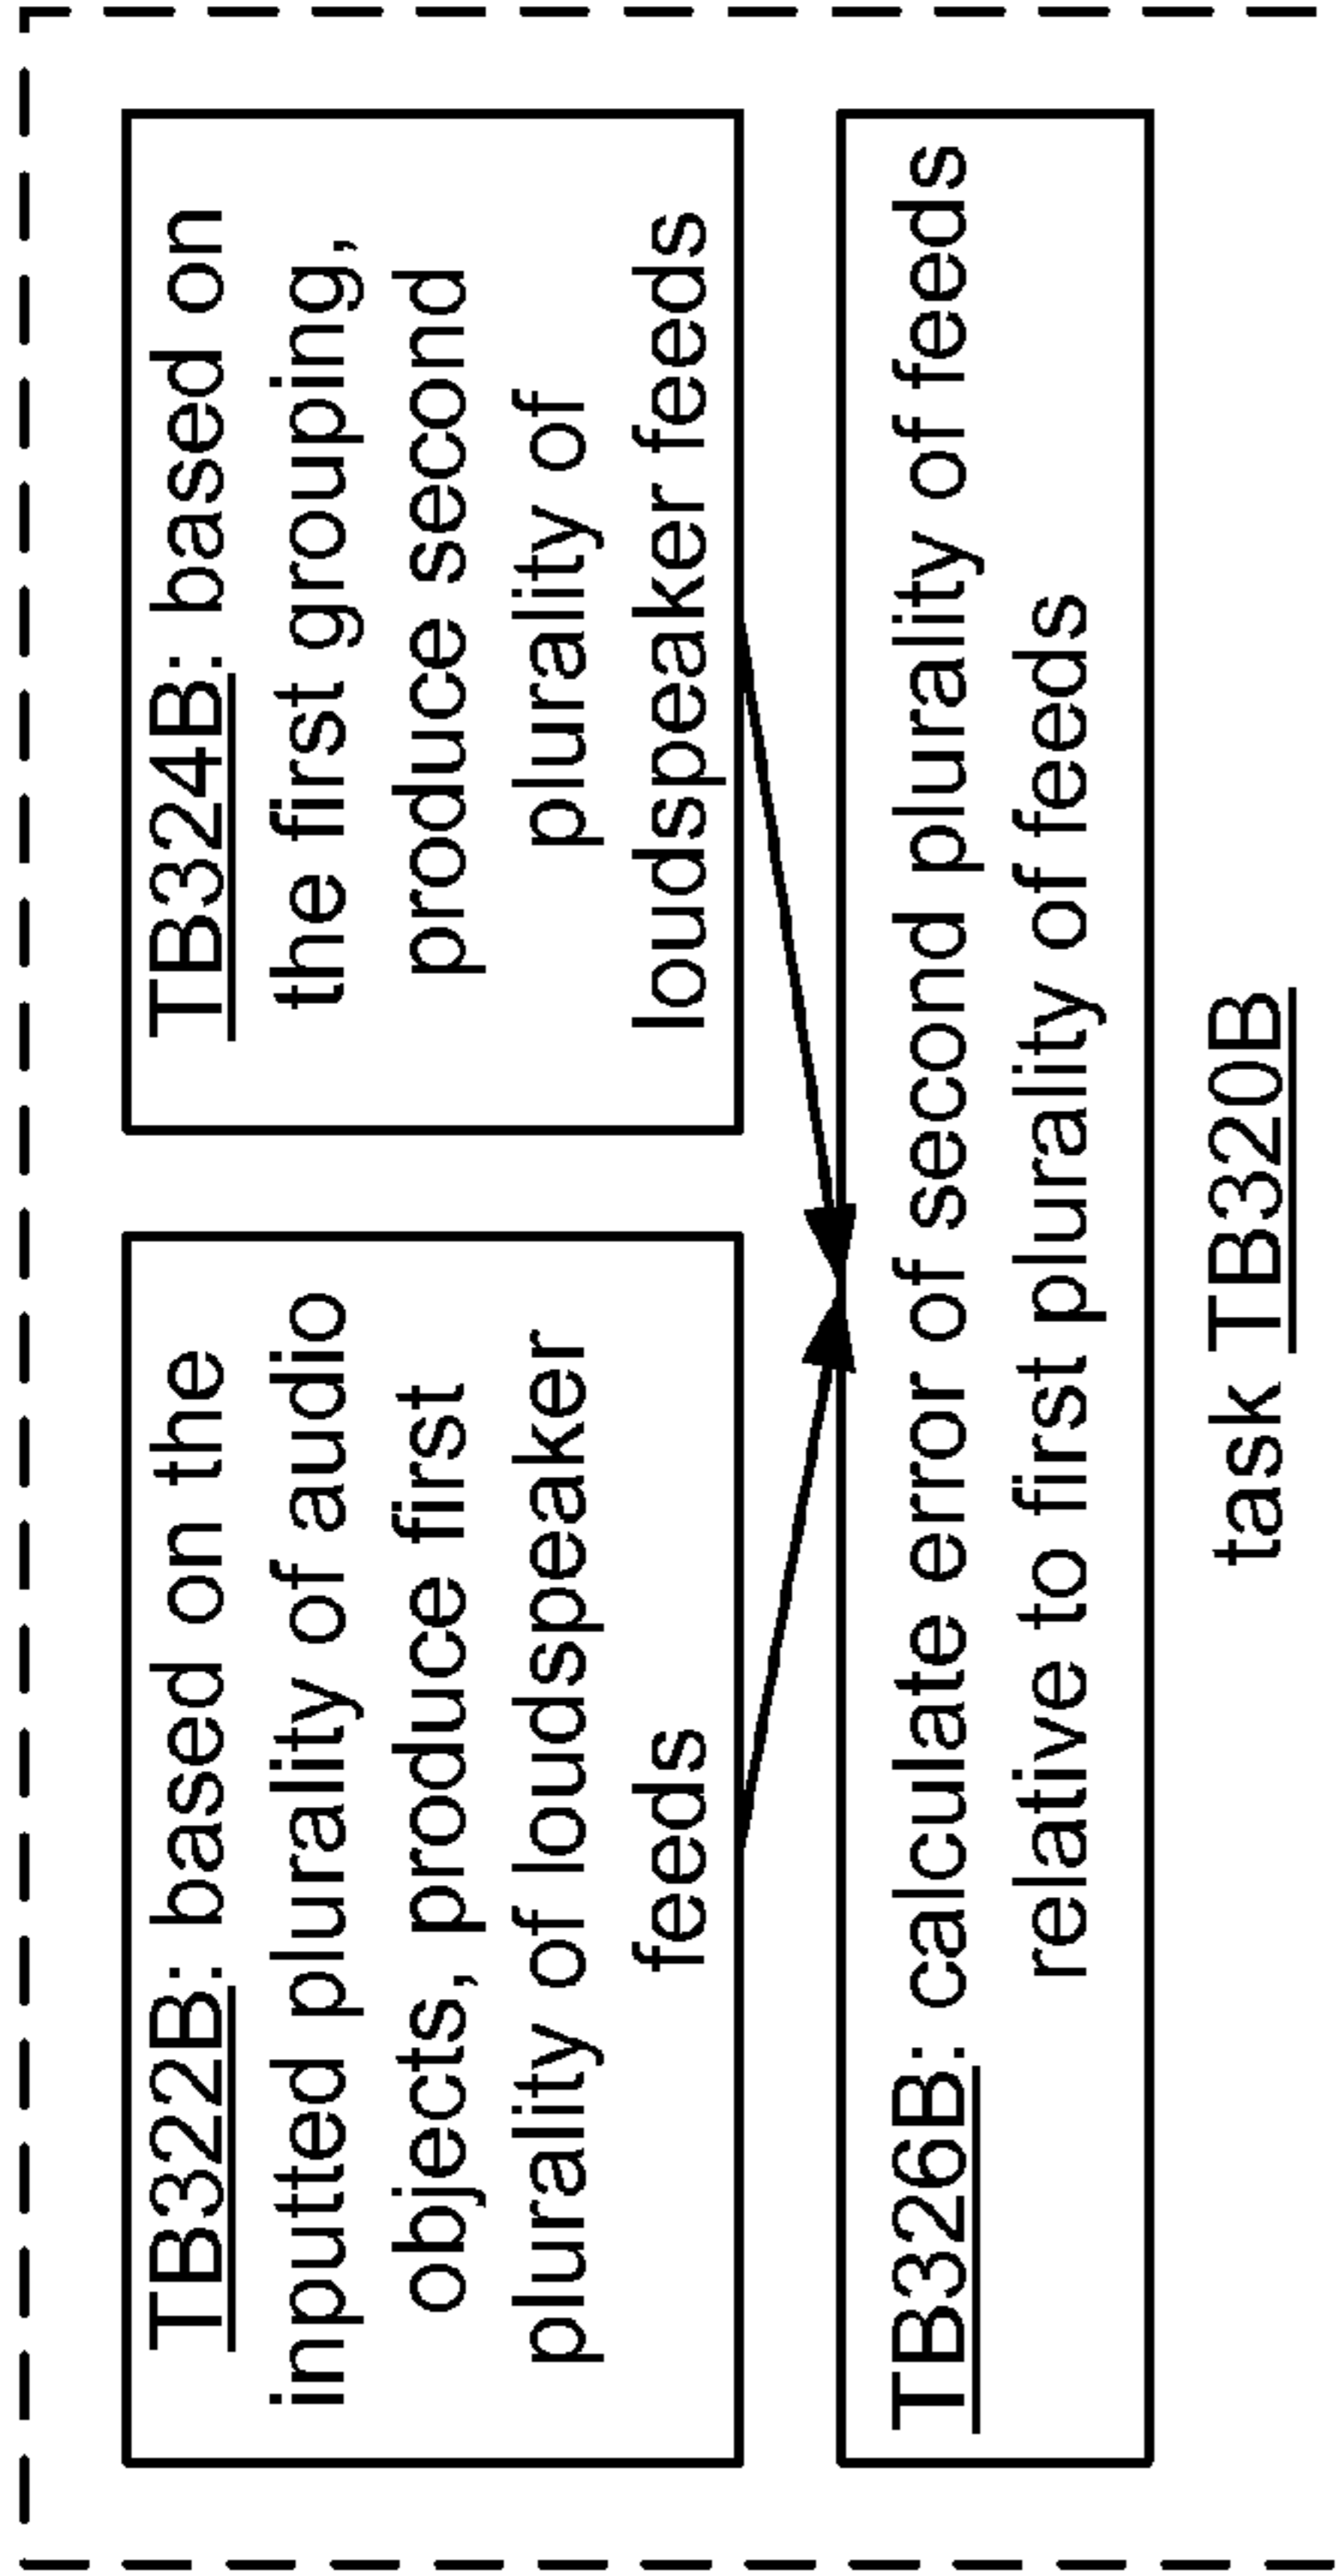 TB322B: based on the
inputted plurality of audio
objects, produce first
plurality of loudspeaker
feeds
TB324B: based on
the first grouping,
produce second
plurality of
loudspeaker feeds
TB326B: calculate error of second plurality of feeds
relative to first plurality of feeds
task TB320B